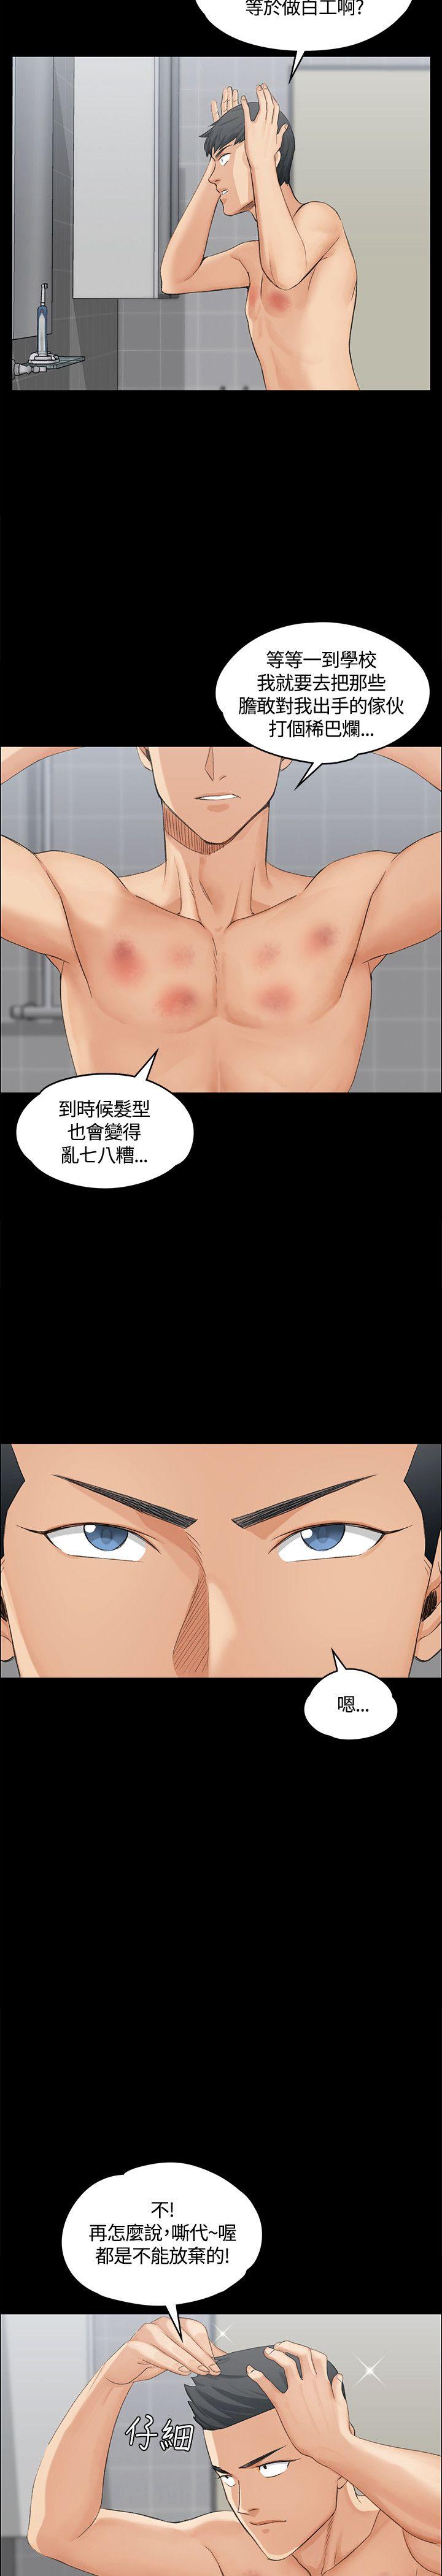 等於做白工啊?
等等一到學校
我就要去把那些
膽敢對我出手的傢伙
打個稀巴爛...
到時候髮型
也會變得
亂七八糟...
嗯...
不!
再怎麼說,嘶代~喔
都是不能放棄的!
仔細